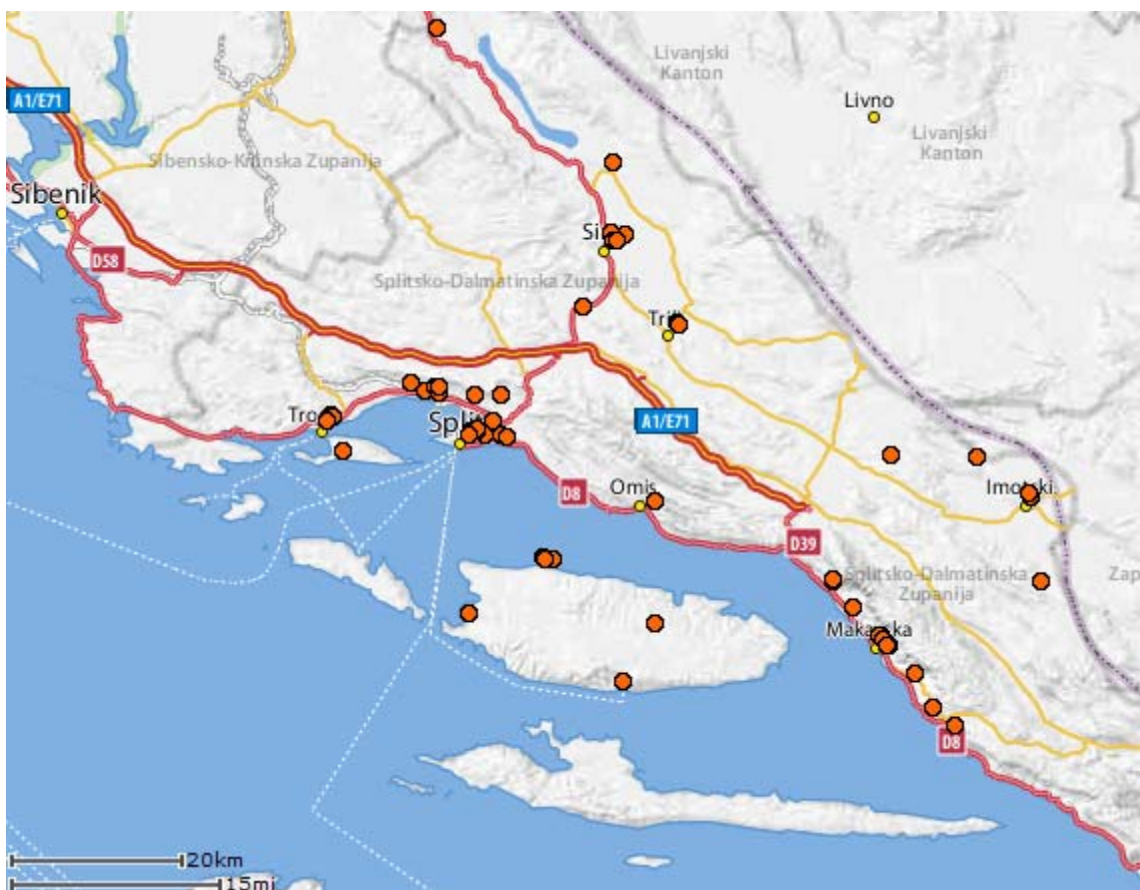 Livanjski
Kanton
A1/E71
Livno
Livanjski
Kanton
Sibensko-Kninska Zupanija
Sibenik
D58
Splitsko-Dalmatinska Zupanija
A1/E71
D8
Omis
D39
Splitsko-Dalmatinska
Zupanija
Zap
D8
20km
15mi